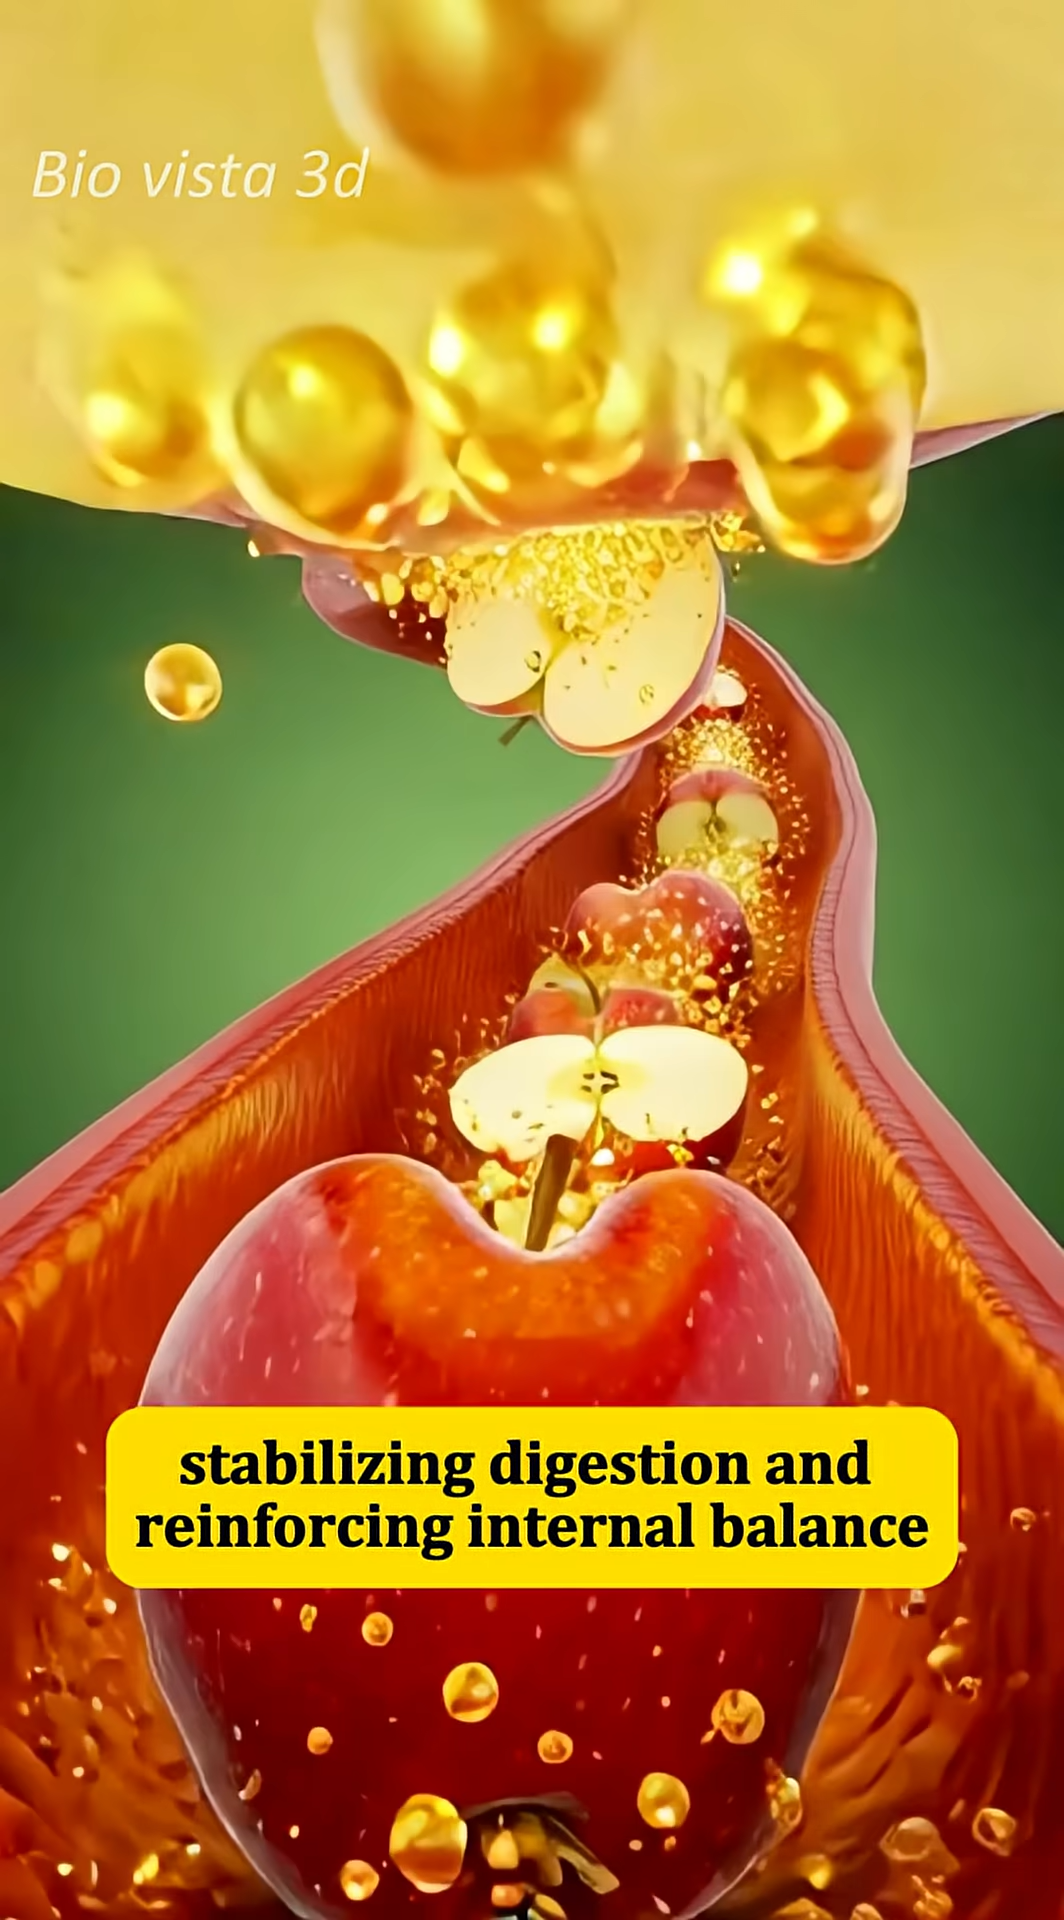 Bio vista 3d
stabilizing digestion and
reinforcing internal balance